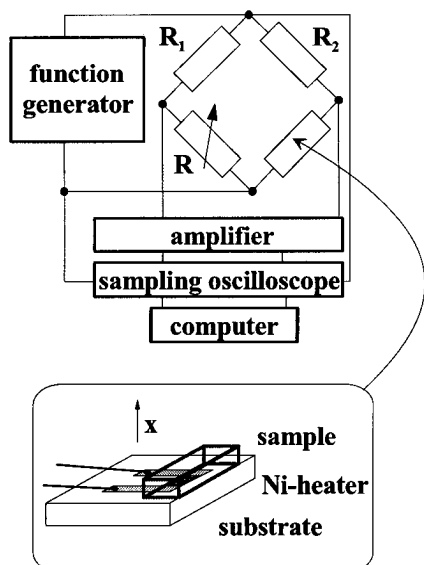 R1
R2
function
generator
R
amplifier
sampling oscilloscope
computer
x
sample
Ni-heater
substrate